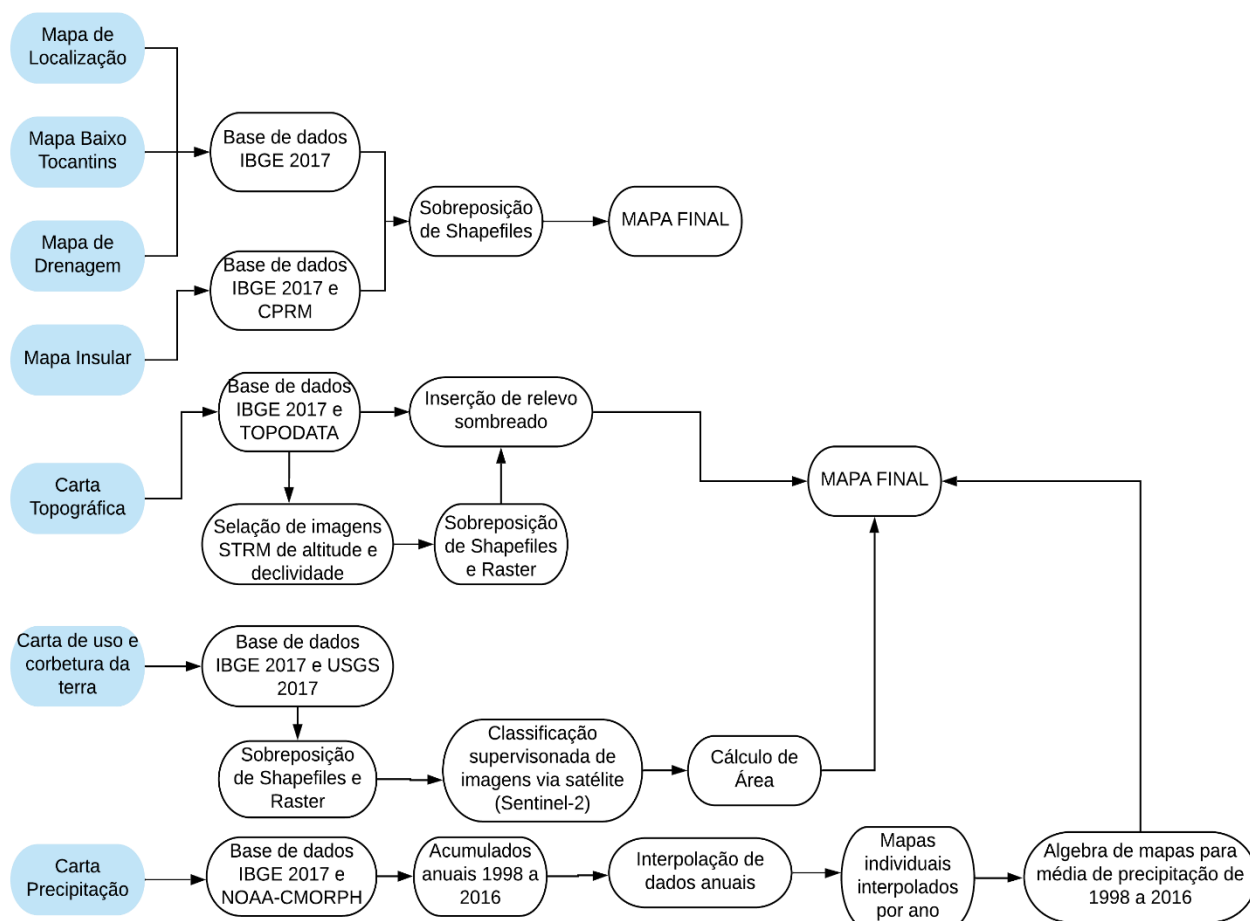 Mapa de
Localização
Mapa Baixo
Tocantins
Mapa de
Drenagem
Mapa Insular
Base de dados
IBGE 2017
Base de dados
IBGE 2017 e
CPRM
Sobreposição
de Shapefiles
MAPA FINAL
Carta
Topográfica
Base de dados
IBGE 2017 e
TOPODATA
Inserção de relevo
sombreado
Selação de imagens
STRM de altitude e
declividade
Sobreposição
de Shapefiles
e Raster
MAPA FINAL
Carta de uso e
corbetura da
terra
Base de dados
IBGE 2017 e USGS
2017
Sobreposição
de Shapefiles e
Raster
Classificação
supervisonada de
imagens via satélite
(Sentinel-2)
Cálculo de
Área
Carta
Precipitação
Base de dados
IBGE 2017 e
NOAA-CMORPH
Acumulados
anuais 1998 a
2016
Interpolação de
dados anuais
Mapas
individuais
interpolados
por ano
Algebra de mapas para
média de precipitação de
1998 a 2016